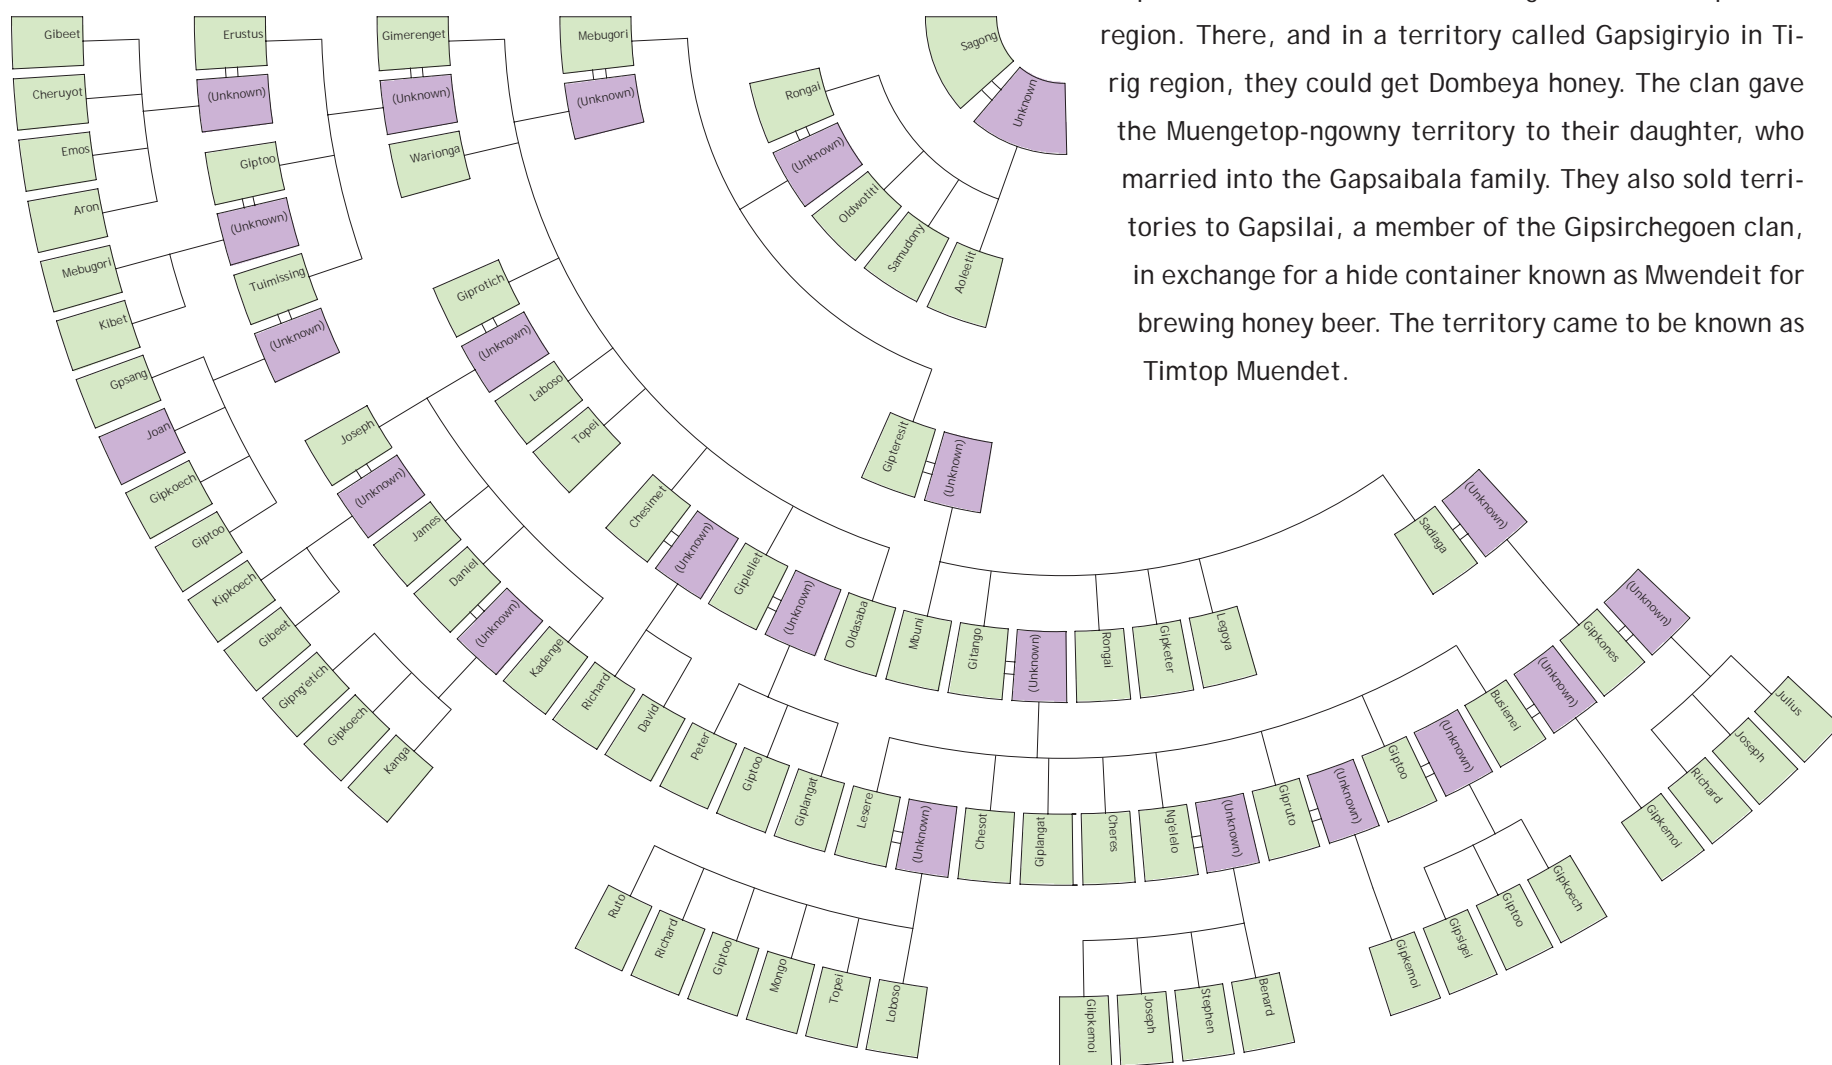 region. There, and in a territory called Gapsigiryio in Ti-
rig region, they could get Dombeya honey. The clan gave
the Muengetop-ngowny territory to their daughter, who
married into the Gapsaibala family. They also sold terri-
tories to Gapsilai, a member of the Gipsirchegoen clan,
in exchange for a hide container known as Mwendeit for
brewing honey beer. The territory came to be known as
Timtop Muendet.
Gibeet
Cheruyot
Emos
Aron
Mebugori
Kibet
Gpsang
Joan
Gipkoech
Giptoo
Kipkoech
Gibeet
Gipng'etich
Gipkoech
Kanga
Erustus
(Unknown)
Giptoo
(Unknown)
Tuimissing
(Unknown)
Gimerenget
(Unknown)
Warionga
Mebugori
(Unknown)
Rongai
(Unknown)
Oldwotlti
Samudony
Aoleetit
Sagong
Unknown
Giprotich
(Unknown)
Laboso
Topei
Joseph
(Unknown)
James
Daniel
(Unknown)
Kadenge
Richard
David
Peter
Giptoo
Giplangat
Chesimet
(Unknown)
Giplellet
(Unknown)
Oldasaba
Gipteresit
(Unknown)
Mbuni
Gitango
(Unknown)
Rongai
Gipketer
Legoya
Sadiaga
(Unknown)
Lesere
(Unknown)
Chesot
Giplangat
Cheres
Ng'elelo
(Unknown)
Gipruto
(Unknown)
Giptoo
(Unknown)
Busienei
(Unknown)
Gipkones
(Unknown)
Ruto
Richard
Giptoo
Mongo
Topei
Loboso
Giipkemoi
Joseph
Stephen
Benard
Gipkemoi
Gipsigei
Giptoo
Gipkoech
Gipkemoi
Richard
Joseph
Julius